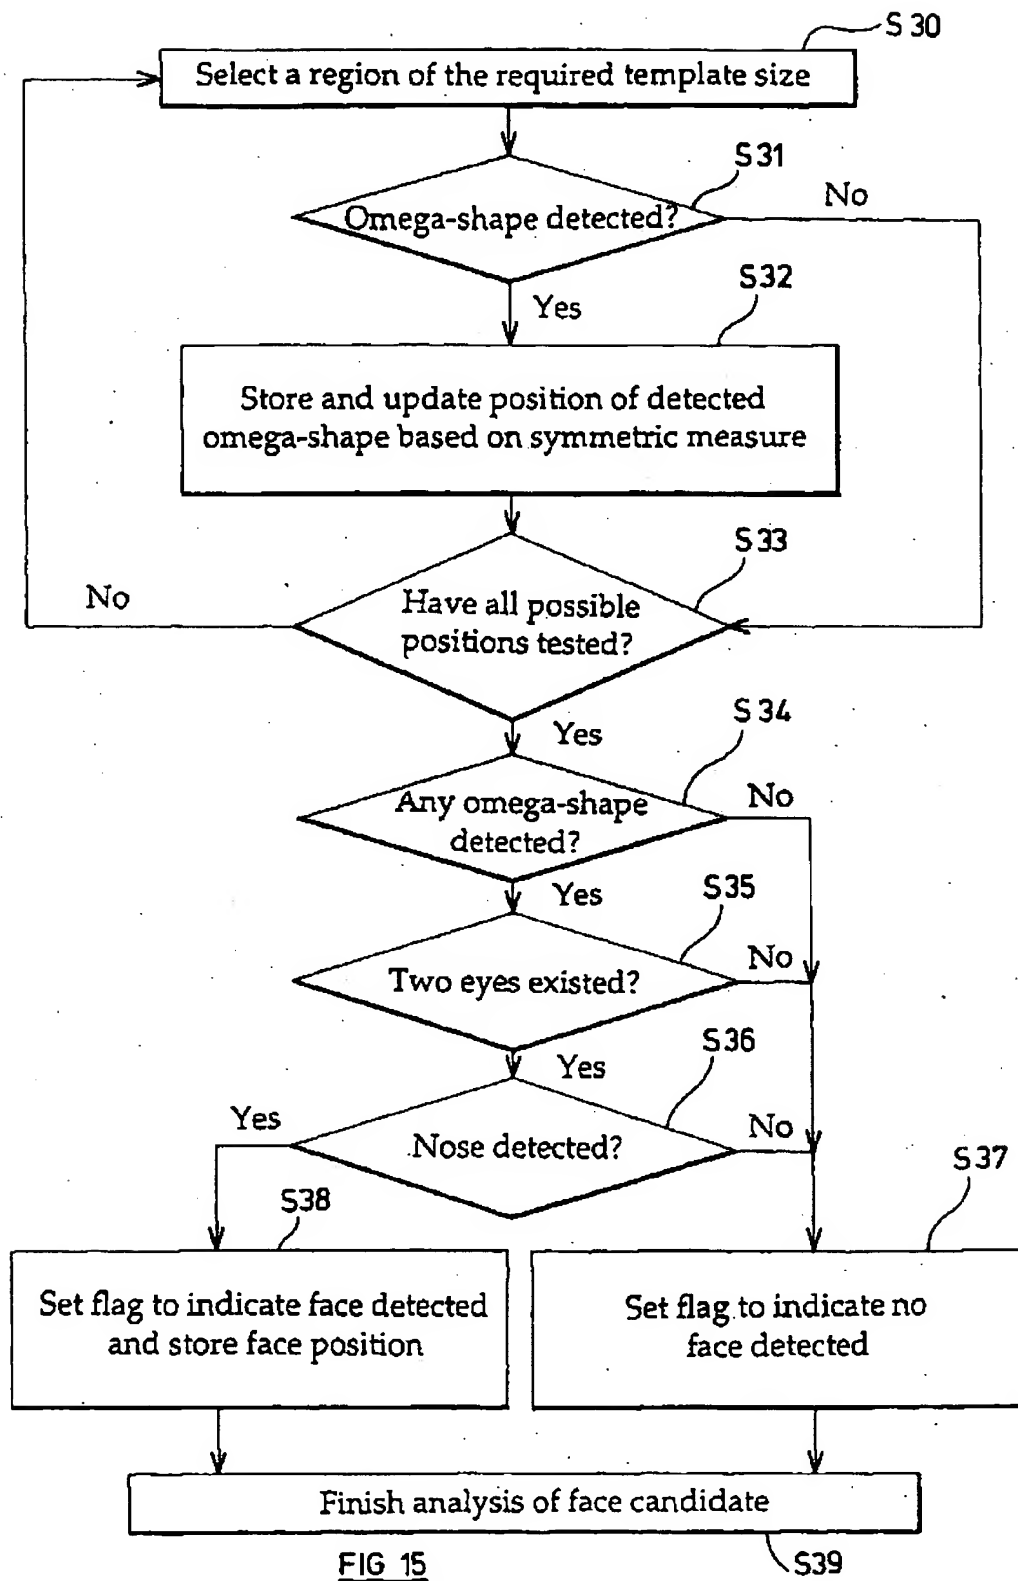 S30
Select a region of the required template size
S31
Omega-shape detected?
No
S32
Yes
Store and update position of detected
omega-shape based on symmetric measure
S33
No
Have all possible
positions tested?
Yes
S34
Any omega-shape
detected?
No
Yes
S35
Two eyes existed?
No
Yes
S36
Yes
Nose detected?
No
S37
S38
Set flag to indicate face detected
and store face position
Set flag to indicate no
face detected
Finish analysis of face candidate
FIG 15
S39